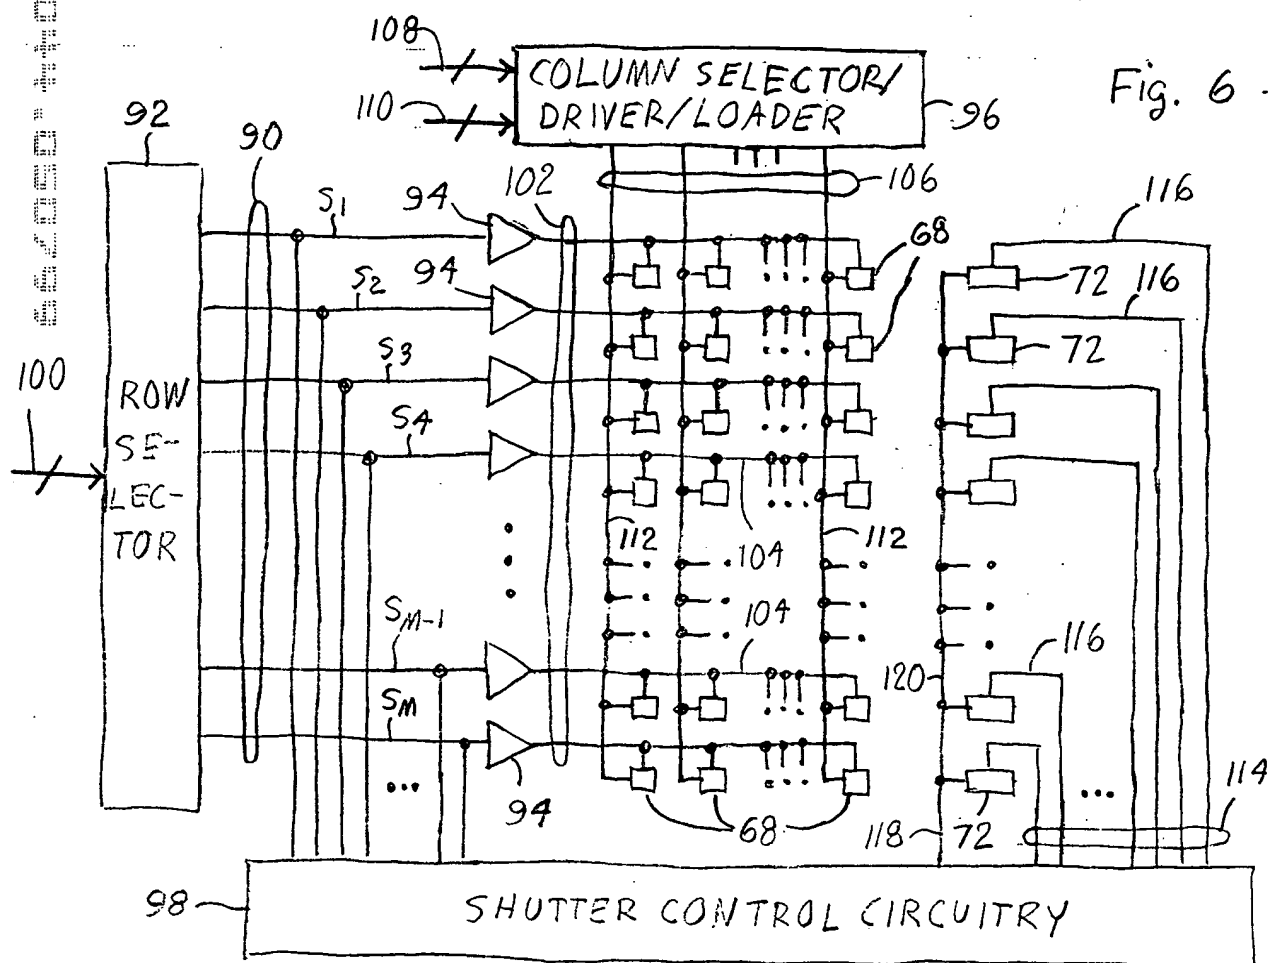 108
COLUMN SELECTOR/
DRIVER/LOADER
110
96
Fig. 6
92
90
102
106
116
S1
94
68
72
S2
94
116
72
S3
100
ROW
SE-
LEC-
TOR
S4
112
104
112
SM-1
104
116
120
SM
...
94
68
118
72
...
114
98
SHUTTER CONTROL CIRCUITRY